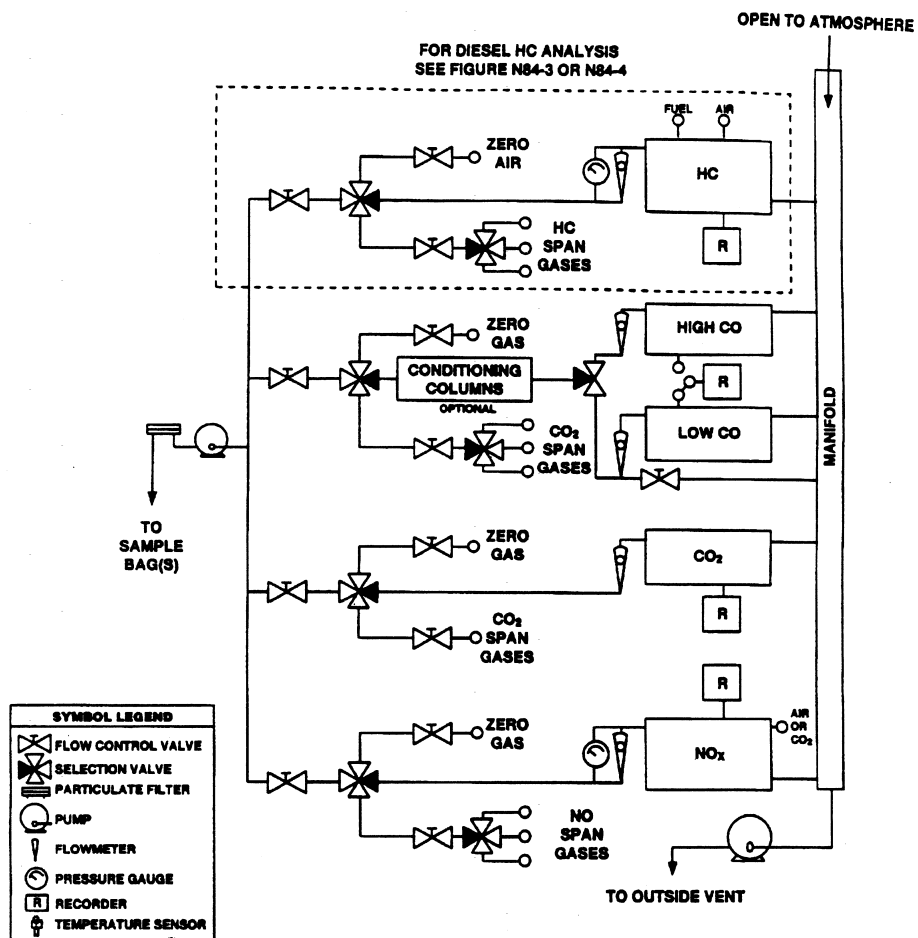 OPEN TO ATMOSPHERE
FOR DIESEL HC ANALYSIS
SEE FIGURE N84-3 OR N84-4
FUEL
AIR
ZERO
AIR
HC
R
HC
SPAN
GASES
ZERO
GAS
HIGH CO
CONDITIONING
COLUMNS
OPTIONAL
R
LOW CO
CO₂
SPAN
GASES
MANIFOLD
TO
SAMPLE
BAG(S)
ZERO
GAS
CO₂
R
CO₂
SPAN
GASES
R
ZERO
GAS
NOx
AIR
OR
CO₂
NO
SPAN
GASES
TO OUTSIDE VENT
SYMBOL LEGEND
FLOW CONTROL VALVE
SELECTION VALVE
PARTICULATE FILTER
PUMP
FLOWMETER
PRESSURE GAUGE
R RECORDER
TEMPERATURE SENSOR